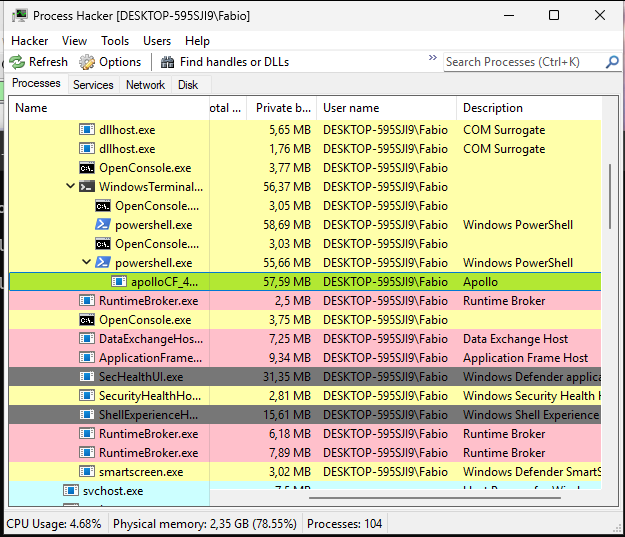 Process Hacker [DESKTOP-595SJI9\Fabio]
Hacker View Tools Users Help
Refresh Options Find handles or DLLs » Search Processes (Ctrl+K)
Processes Services Network Disk
Name otal ... Private b... User name Description
dllhost.exe 5,65 MB DESKTOP-595SJI9\Fabio COM Surrogate
dllhost.exe 1,76 MB DESKTOP-595SJI9\Fabio COM Surrogate
OpenConsole.exe 3,77 MB DESKTOP-595SJI9\Fabio
WindowsTerminal... 56,37 MB DESKTOP-595SJI9\Fabio
OpenConsole.... 3,05 MB DESKTOP-595SJI9\Fabio
powershell.exe 58,69 MB DESKTOP-595SJI9\Fabio Windows PowerShell
OpenConsole.... 3,03 MB DESKTOP-595SJI9\Fabio
powershell.exe 55,66 MB DESKTOP-595SJI9\Fabio Windows PowerShell
apolloCF_4... 57,59 MB DESKTOP-595SJI9\Fabio Apollo
RuntimeBroker.exe 2,5 MB DESKTOP-595SJI9\Fabio Runtime Broker
OpenConsole.exe 3,75 MB DESKTOP-595SJI9\Fabio
DataExchangeHos... 7,25 MB DESKTOP-595SJI9\Fabio Data Exchange Host
ApplicationFrame... 9,34 MB DESKTOP-595SJI9\Fabio Application Frame Host
SecHealthUI.exe 31,35 MB DESKTOP-595SJI9\Fabio Windows Defender applica
SecurityHealthHo... 2,81 MB DESKTOP-595SJI9\Fabio Windows Security Health H
ShellExperienceH... 15,61 MB DESKTOP-595SJI9\Fabio Windows Shell Experience
RuntimeBroker.exe 6,18 MB DESKTOP-595SJI9\Fabio Runtime Broker
RuntimeBroker.exe 7,89 MB DESKTOP-595SJI9\Fabio Runtime Broker
smartscreen.exe 3,02 MB DESKTOP-595SJI9\Fabio Windows Defender SmartS
svchost.exe
CPU Usage: 4.68% Physical memory: 2,35 GB (78.55%) Processes: 104